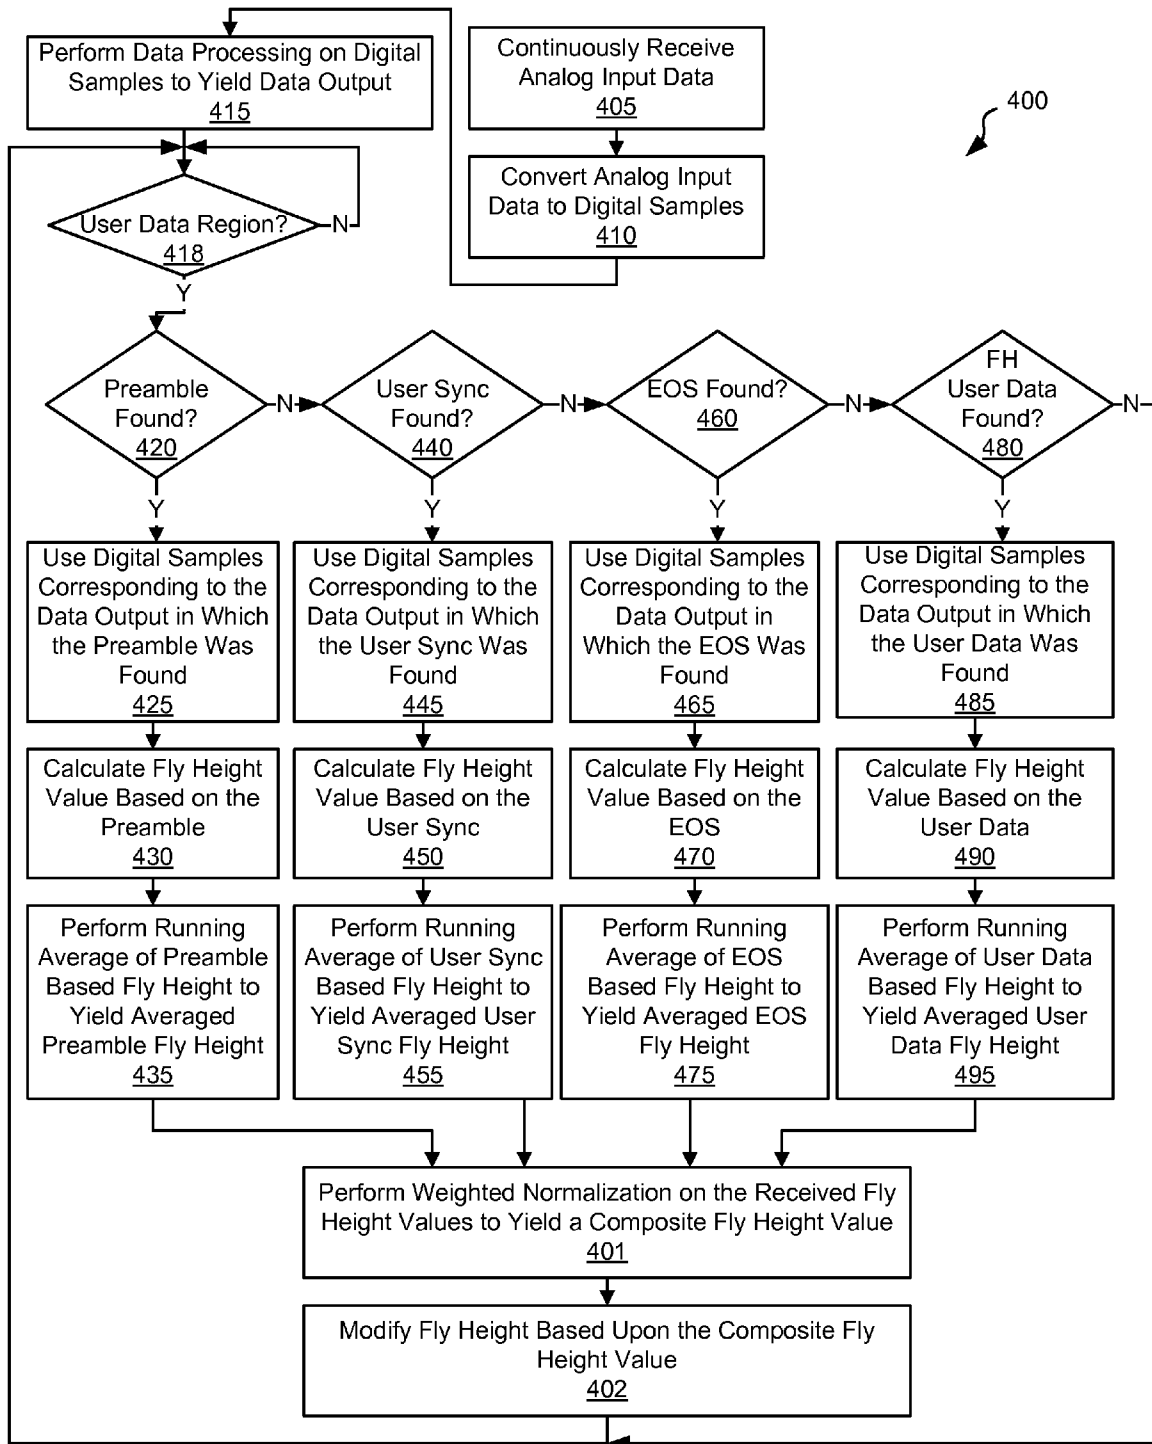 Perform Data Processing on Digital
Samples to Yield Data Output
415
Continuously Receive
Analog Input Data
405
400
Convert Analog Input
Data to Digital Samples
410
User Data Region?
418
N
Y
Preamble
Found?
420
N
User Sync
Found?
440
N
EOS Found?
460
N
FH
User Data
Found?
480
N
Y
Y
Y
Y
Use Digital Samples
Corresponding to the
Data Output in Which
the Preamble Was
Found
425
Use Digital Samples
Corresponding to the
Data Output in Which
the User Sync Was
Found
445
Use Digital Samples
Corresponding to the
Data Output in
Which the EOS Was
Found
465
Use Digital Samples
Corresponding to the
Data Output in Which
the User Data Was
Found
485
Calculate Fly Height
Value Based on the
Preamble
430
Calculate Fly Height
Value Based on the
User Sync
450
Calculate Fly Height
Value Based on the
EOS
470
Calculate Fly Height
Value Based on the
User Data
490
Perform Running
Average of Preamble
Based Fly Height to
Yield Averaged
Preamble Fly Height
435
Perform Running
Average of User Sync
Based Fly Height to
Yield Averaged User
Sync Fly Height
455
Perform Running
Average of EOS
Based Fly Height to
Yield Averaged EOS
Fly Height
475
Perform Running
Average of User Data
Based Fly Height to
Yield Averaged User
Data Fly Height
495
Perform Weighted Normalization on the Received Fly
Height Values to Yield a Composite Fly Height Value
401
Modify Fly Height Based Upon the Composite Fly
Height Value
402